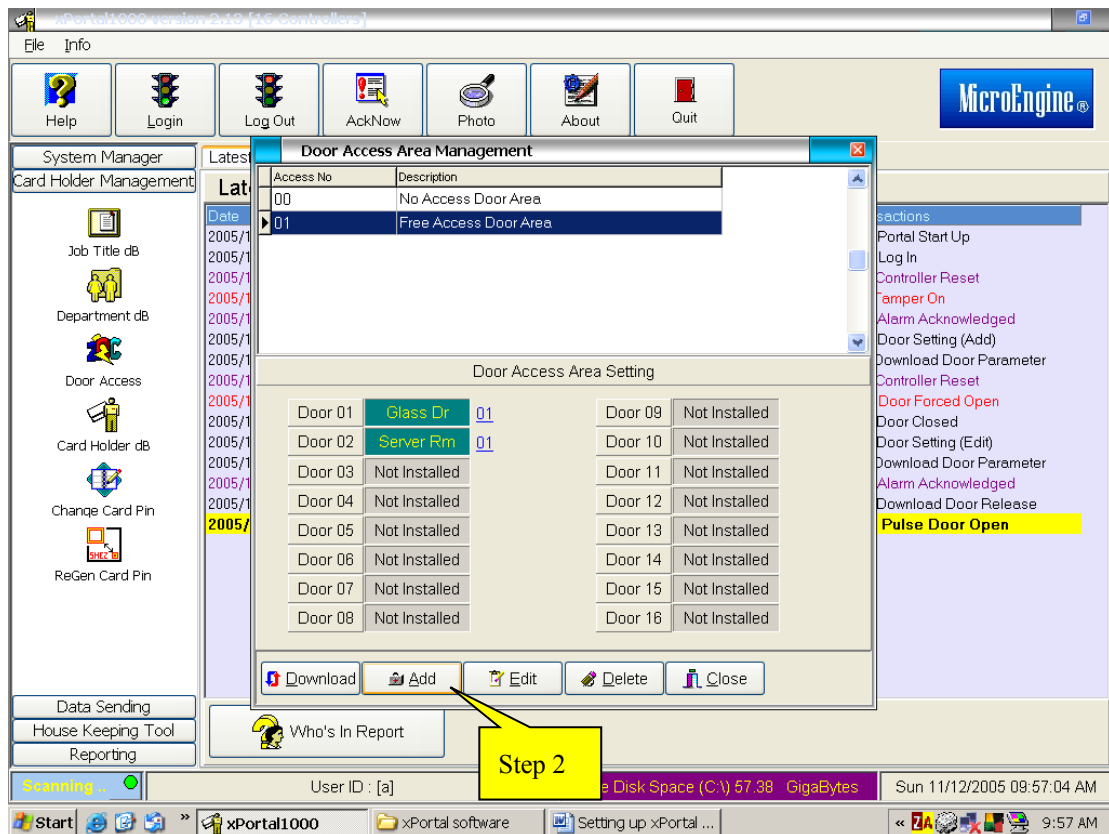 xPortal1000 version 2.13 [16 Controllers]
File Info
Help
Login
Log Out
AckNow
Photo
About
Quit
MicroEngine ®
System Manager
Card Holder Management
Job Title dB
Department dB
Door Access
Card Holder dB
Change Card Pin
ReGen Card Pin
Data Sending
House Keeping Tool
Reporting
Latest
Date
2005/1
2005/1
2005/1
2005/1
2005/1
2005/1
2005/1
2005/1
2005/1
2005/1
2005/1
2005/1
2005/1
2005/1
2005/
sactions
Portal Start Up
Log In
Controller Reset
Tamper On
Alarm Acknowledged
Door Setting (Add)
Download Door Parameter
Controller Reset
Door Forced Open
Door Closed
Door Setting (Edit)
Download Door Parameter
Alarm Acknowledged
Download Door Release
Pulse Door Open
Door Access Area Management
Access No Description
00 No Access Door Area
01 Free Access Door Area
Door Access Area Setting
Door 01 Glass Dr 01
Door 02 Server Rm 01
Door 03 Not Installed
Door 04 Not Installed
Door 05 Not Installed
Door 06 Not Installed
Door 07 Not Installed
Door 08 Not Installed
Door 09 Not Installed
Door 10 Not Installed
Door 11 Not Installed
Door 12 Not Installed
Door 13 Not Installed
Door 14 Not Installed
Door 15 Not Installed
Door 16 Not Installed
Download
Add
Edit
Delete
Close
Who's In Report
Step 2
Scanning ..
User ID : [a]
e Disk Space (C:\) 57.38 GigaBytes
Sun 11/12/2005 09:57:04 AM
Start » xPortal1000 xPortal software Setting up xPortal ... « ZA 9:57 AM